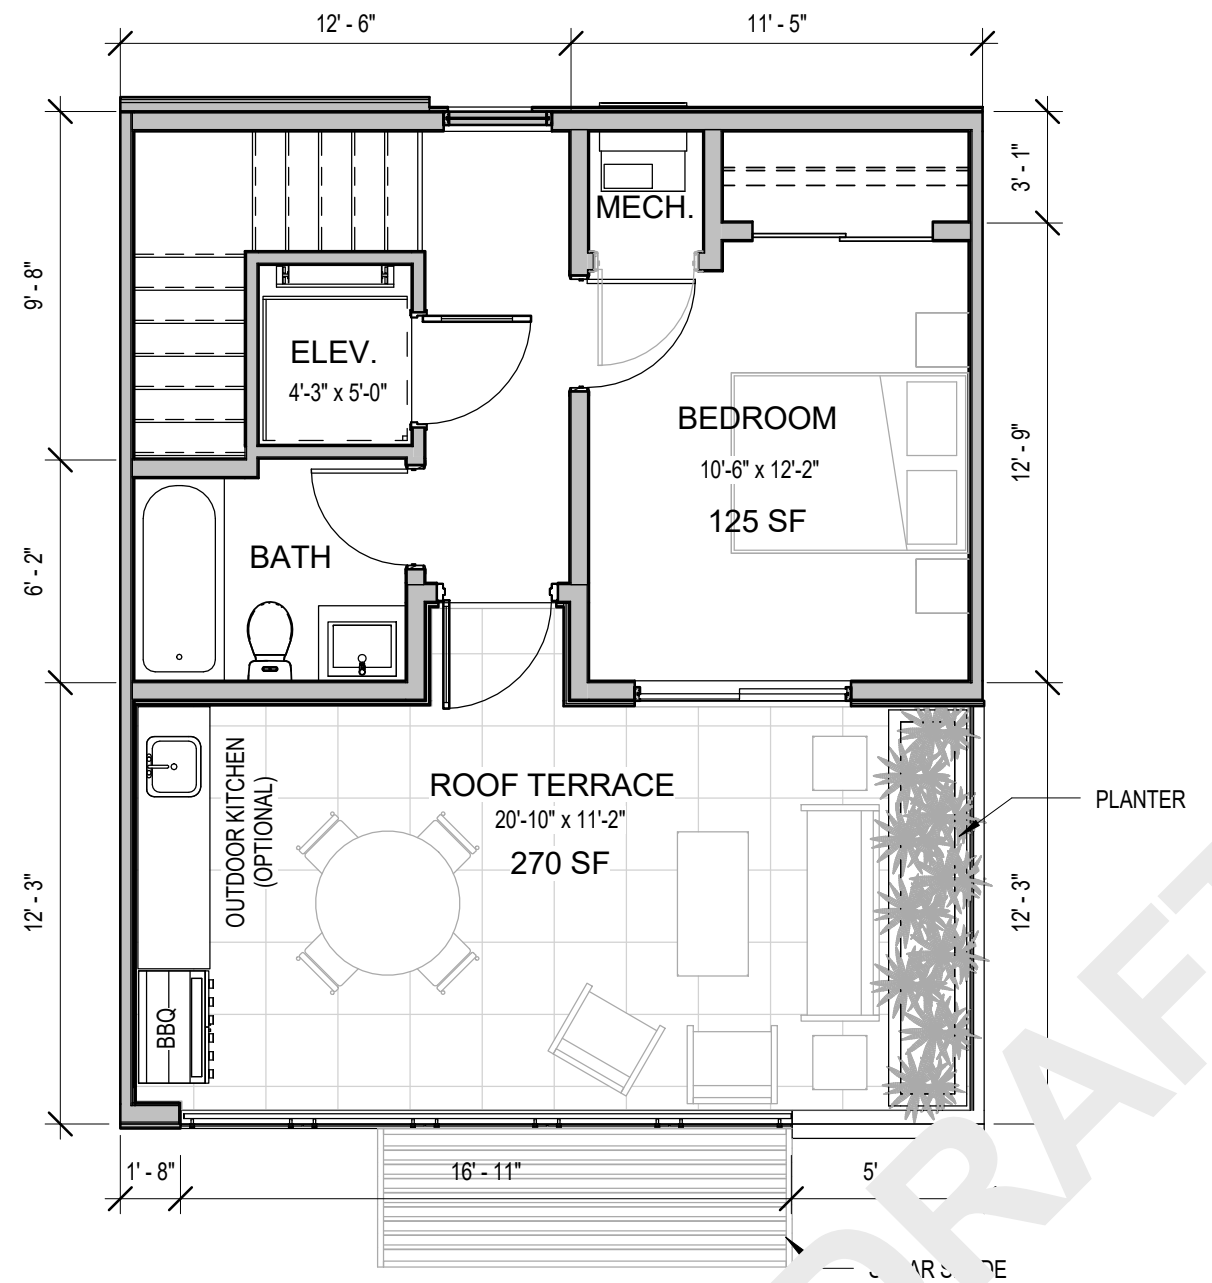 12' - 6"
11' - 5"
3' - 1"
MECH.
9' - 8"
ELEV.
4'-3" x 5'-0"
BEDROOM
10'-6" x 12'-2"
125 SF
12' - 9"
BATH
6' - 2"
OUTDOOR KITCHEN
(OPTIONAL)
ROOF TERRACE
20'-10" x 11'-2"
270 SF
PLANTER
12' - 3"
12' - 3"
BBQ
1' - 8"
16' - 11"
5'
DRAFT